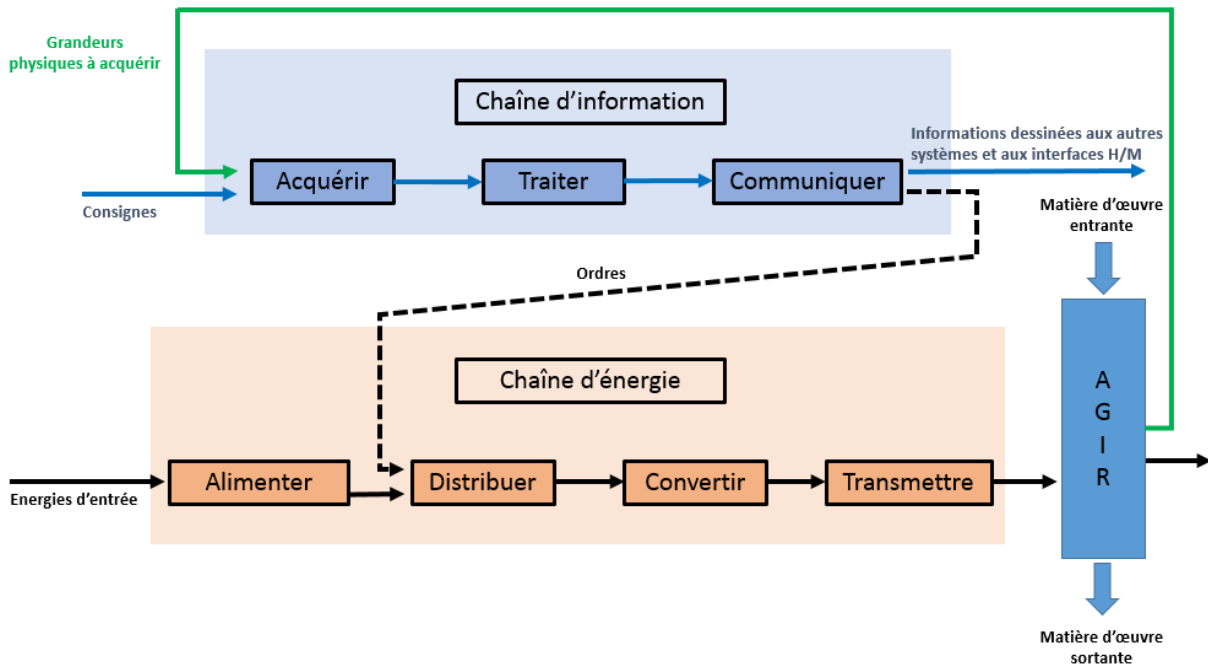 Grandeurs
physiques à acquérir
Chaîne d’information
Informations dessinées aux autres
systèmes et aux interfaces H/M
Acquérir
Traiter
Communiquer
Consignes
Matière d’œuvre
entrante
Ordres
Chaîne d’énergie
A
G
I
R
Alimenter
Distribuer
Convertir
Transmettre
Energies d’entrée
Matière d’œuvre
sortante